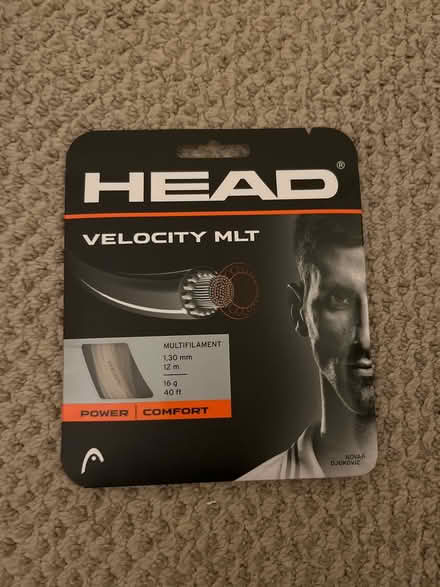 HEAD®
VELOCITY MLT
MULTIFILAMENT
1,30 mm
12 m
16 g
40 ft
POWER | COMFORT
NOVAK
DJOKOVIC